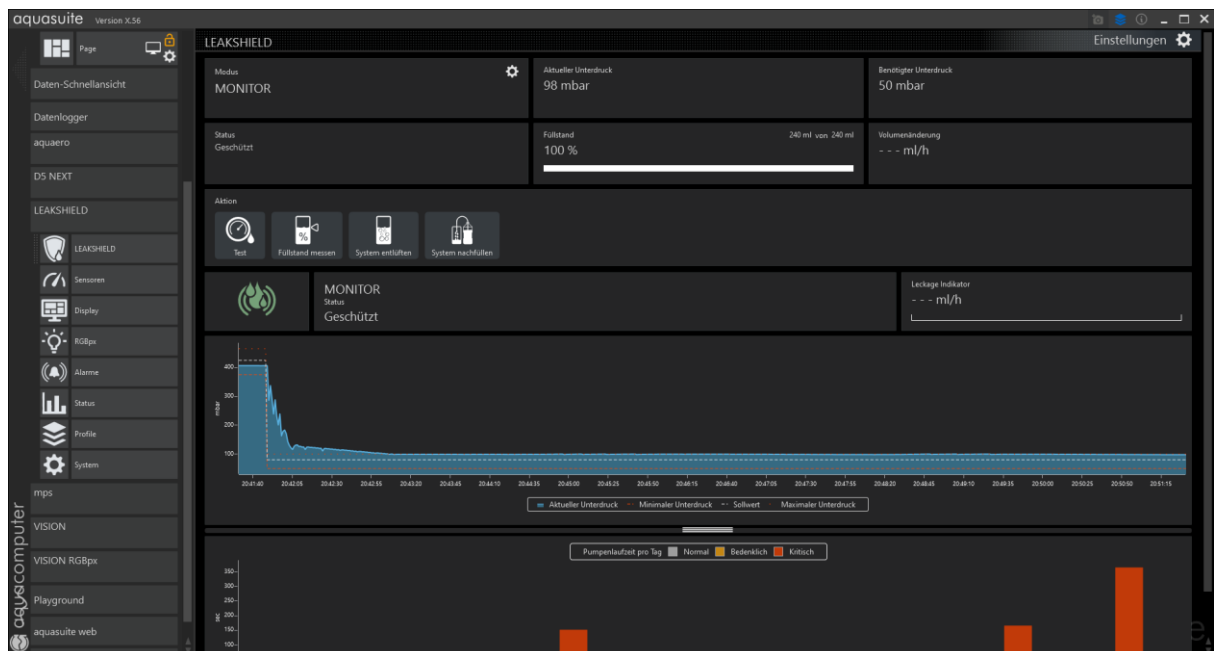 aquasuite Version X.56
Page
Daten-Schnellansicht
Datenlogger
aquaero
D5 NEXT
LEAKSHIELD
LEAKSHIELD
Sensoren
Display
RGBpx
Alarme
Status
Profile
System
mps
VISION
VISION RGBpx
Playground
aquasuite web
aquacomputer
LEAKSHIELD
Einstellungen
Modus
MONITOR
Aktueller Unterdruck
98 mbar
Benötigter Unterdruck
50 mbar
Status
Geschützt
Füllstand 240 ml von 240 ml
100 %
Volumenänderung
- - - ml/h
Aktion
%
Test Füllstand messen System entlüften System nachfüllen
MONITOR
Status
Geschützt
Leckage Indikator
- - - ml/h
400
300
200
100
mbar
20:41:40 20:42:05 20:42:30 20:42:55 20:43:20 20:43:45 20:44:10 20:44:35 20:45:00 20:45:25 20:45:50 20:46:15 20:46:40 20:47:05 20:47:30 20:47:55 20:48:20 20:48:45 20:49:10 20:49:35 20:50:00 20:50:25 20:50:50 20:51:15
Aktueller Unterdruck Minimaler Unterdruck Sollwert Maximaler Unterdruck
Pumpenlaufzeit pro Tag Normal Bedenklich Kritisch
350
300
250
200
150
100
sec